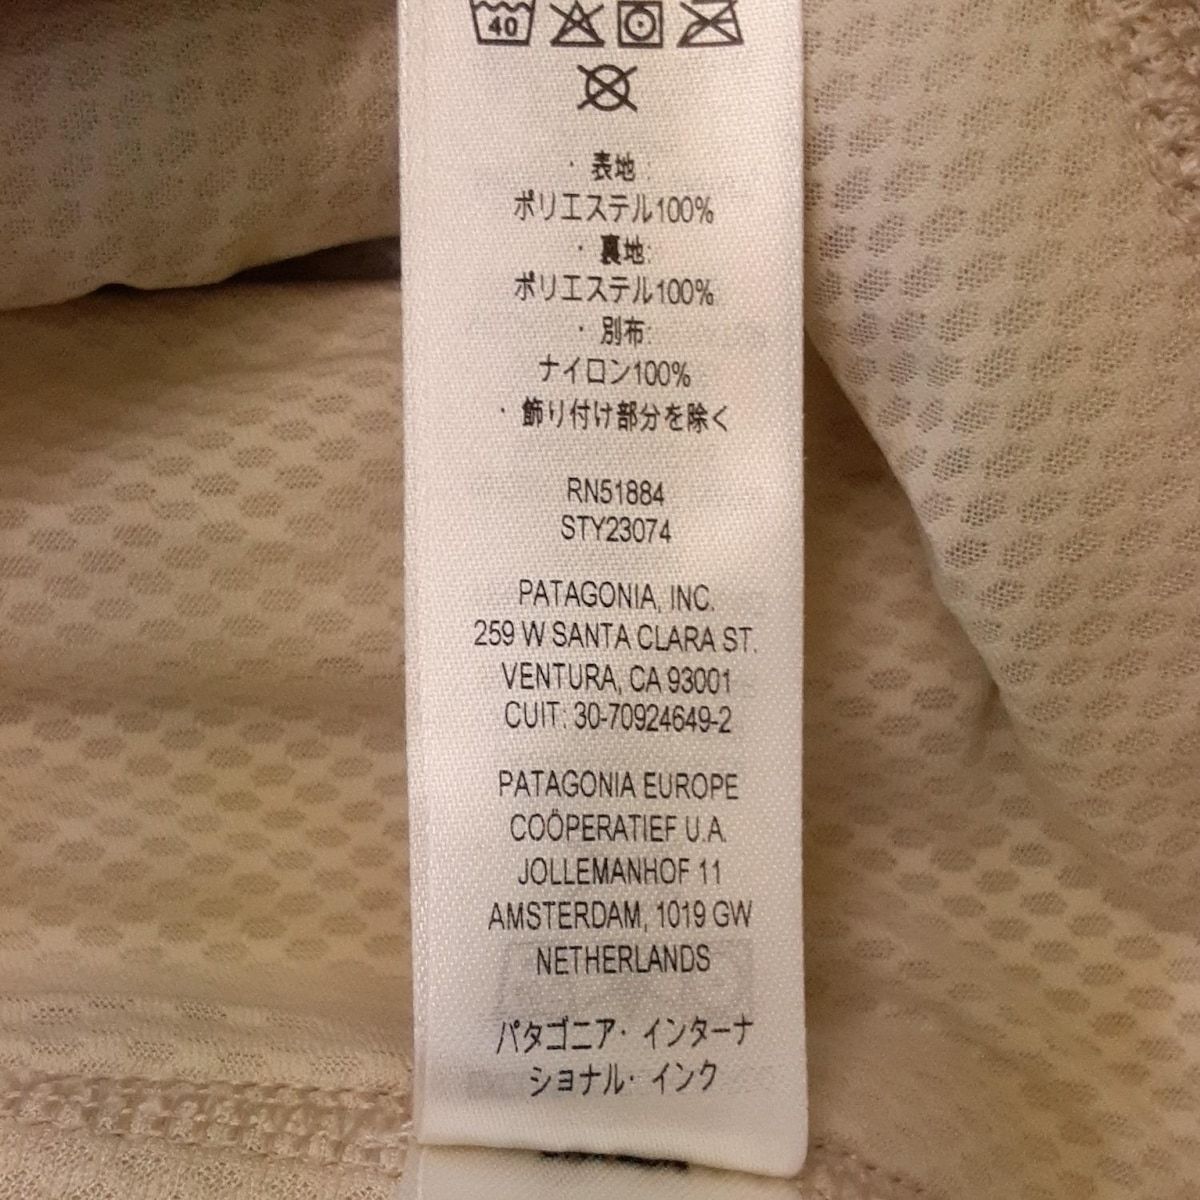 40
· 表地:
ポリエステル100%
· 裏地:
ポリエステル100%
· 別布:
ナイロン100%
· 飾り付け部分を除く
RN51884
STY23074
PATAGONIA, INC.
259 W SANTA CLARA ST.
VENTURA, CA 93001
CUIT: 30-70924649-2
PATAGONIA EUROPE
COÖPERATIEF U.A.
JOLLEMANHOF 11
AMSTERDAM, 1019 GW
NETHERLANDS
パタゴニア· インターナ
ショナル· インク